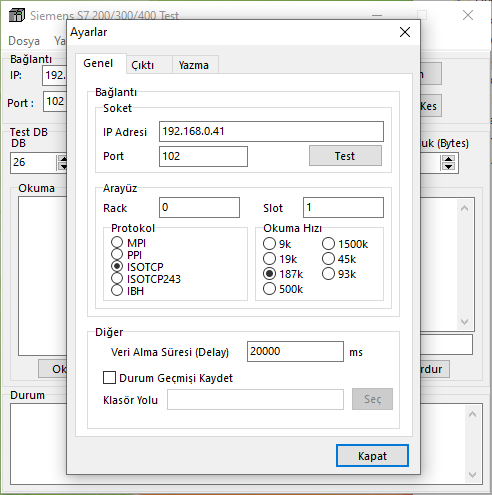 Siemens S7 200/300/400 Test
Dosya
Ayarlar
Bağlantı
IP:
192.
Port :
102
Kes
Test DB
DB
26
uk (Bytes)
Okuma
Ok
rdur
Durum
Genel
Çıktı
Yazma
Bağlantı
Soket
IP Adresi
192.168.0.41
Port
102
Test
Arayüz
Rack
0
Slot
1
Protokol
MPI
PPI
ISOTCP
ISOTCP243
IBH
Okuma Hızı
9k
1500k
19k
45k
187k
93k
500k
Diğer
Veri Alma Süresi (Delay)
20000
ms
Durum Geçmişi Kaydet
Klasör Yolu
Seç
Kapat